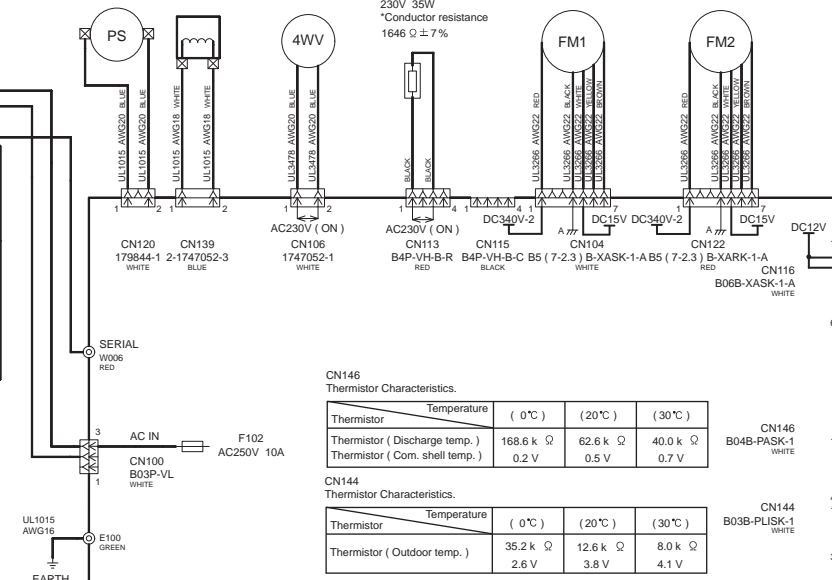 230V 35W
*Conductor resistance
1646 Ω ± 7%
PS
4WV
FM1
FM2
UL1015 AWG20 BLUE
UL1015 AWG20 BLUE
UL1015 AWG18 WHITE
UL1015 AWG18 WHITE
UL3478 AWG20 BLUE
UL3478 AWG20 BLUE
BLACK
BLACK
UL3266 AWG22 RED
UL3266 AWG22 BLACK
UL3266 AWG22 WHITE
UL3266 AWG22 YELLOW
UL3266 AWG22 BROWN
UL3266 AWG22 RED
UL3266 AWG22 BLACK
UL3266 AWG22 WHITE
UL3266 AWG22 YELLOW
UL3266 AWG22 BROWN
1 2 2 1 2 1 4 1 4 1 7 1 7
AC230V ( ON )
AC230V ( ON )
DC340V-2
A
DC15V
DC340V-2
A
DC15V
DC12V
CN120
179844-1
WHITE
CN139
2-1747052-3
BLUE
CN106
1747052-1
WHITE
CN113
B4P-VH-B-R
RED
CN115
B4P-VH-B-C
BLACK
CN104
B5 ( 7-2.3 ) B-XASK-1-A
WHITE
CN122
B5 ( 7-2.3 ) B-XARK-1-A
RED
CN116
B06B-XASK-1-A
WHITE
SERIAL
W006
RED
3
AC IN
CN100
B03P-VL
WHITE
1
F102
AC250V 10A
UL1015
AWG16
E100
GREEN
EARTH
CN146
Thermistor Characteristics.
Temperature
Thermistor
( 0℃ ) (20℃ ) (30℃ )
Thermistor ( Discharge temp. ) 168.6 k Ω 62.6 k Ω 40.0 k Ω
Thermistor ( Com. shell temp. ) 0.2 V 0.5 V 0.7 V
CN146
B04B-PASK-1
WHITE
CN144
Thermistor Characteristics.
Temperature
Thermistor
( 0℃ ) (20℃ ) (30℃ )
Thermistor ( Outdoor temp. )
35.2 k Ω 12.6 k Ω 8.0 k Ω
2.6 V 3.8 V 4.1 V
CN144
B03B-PLISK-1
WHITE